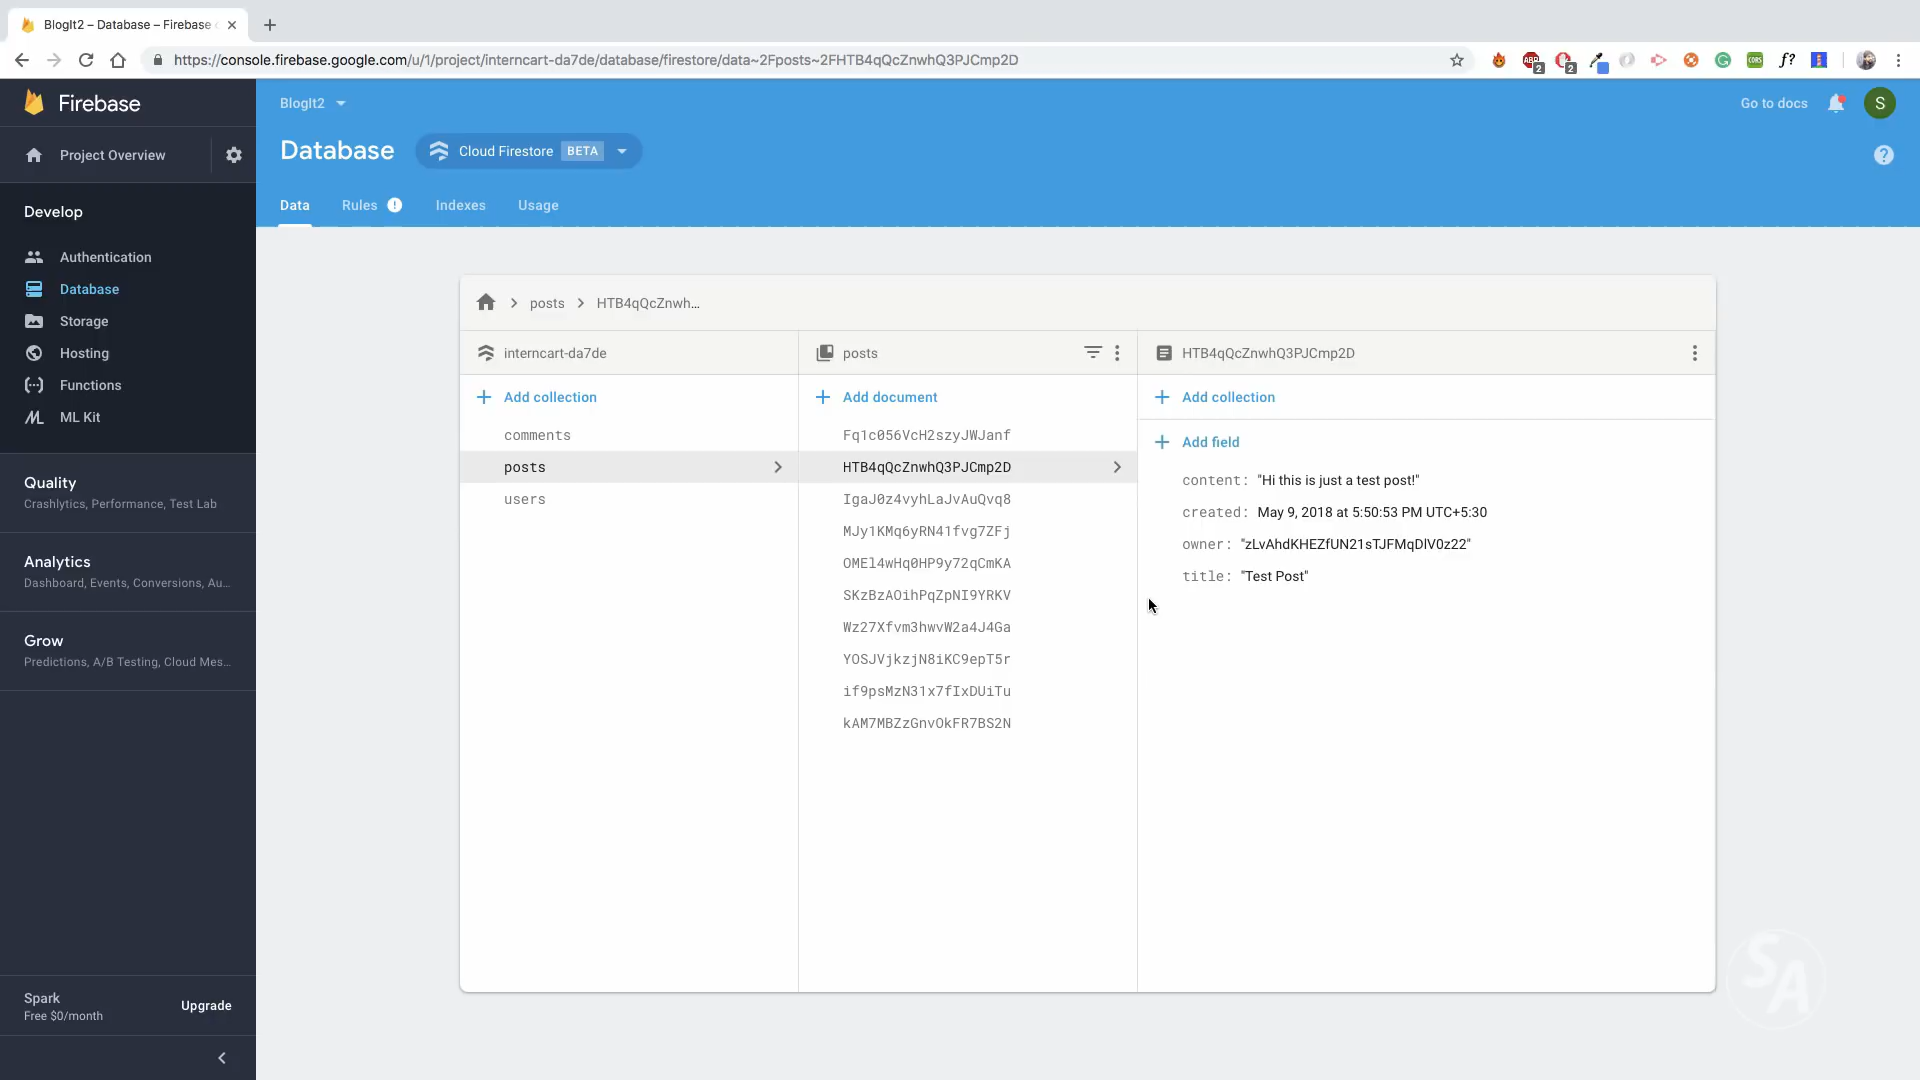 BlogIt2 – Database – Firebase
https://console.firebase.google.com/u/1/project/interncart-da7de/database/firestore/data~2Fposts~2FHTB4qQcZnwhQ3PJCmp2D
ABP 2
2
CORS
f?
Firebase
BlogIt2
Go to docs
S
Project Overview
Database
Cloud Firestore BETA
?
Data
Rules !
Indexes
Usage
Develop
Authentication
Database
Storage
Hosting
Functions
ML Kit
Quality
Crashlytics, Performance, Test Lab
Analytics
Dashboard, Events, Conversions, Au...
Grow
Predictions, A/B Testing, Cloud Mes...
Spark
Free $0/month
Upgrade
posts
HTB4qQcZnwh...
interncart-da7de
Add collection
comments
posts
users
posts
Add document
Fq1c056VcH2szyJWJanf
HTB4qQcZnwhQ3PJCmp2D
IgaJ0z4vyhLaJvAuQvq8
MJy1KMq6yRN41fvg7ZFj
OMEl4wHq0HP9y72qCmKA
SKzBzAOihPqZpNI9YRKV
Wz27Xfvm3hwvW2a4J4Ga
YOSJVjkzjN8iKC9epT5r
if9psMzN31x7fIxDUiTu
kAM7MBZzGnvOkFR7BS2N
HTB4qQcZnwhQ3PJCmp2D
Add collection
Add field
content: "Hi this is just a test post!"
created: May 9, 2018 at 5:50:53 PM UTC+5:30
owner: "zLvAhdKHEZfUN21sTJFMqDlV0z22"
title: "Test Post"
SA